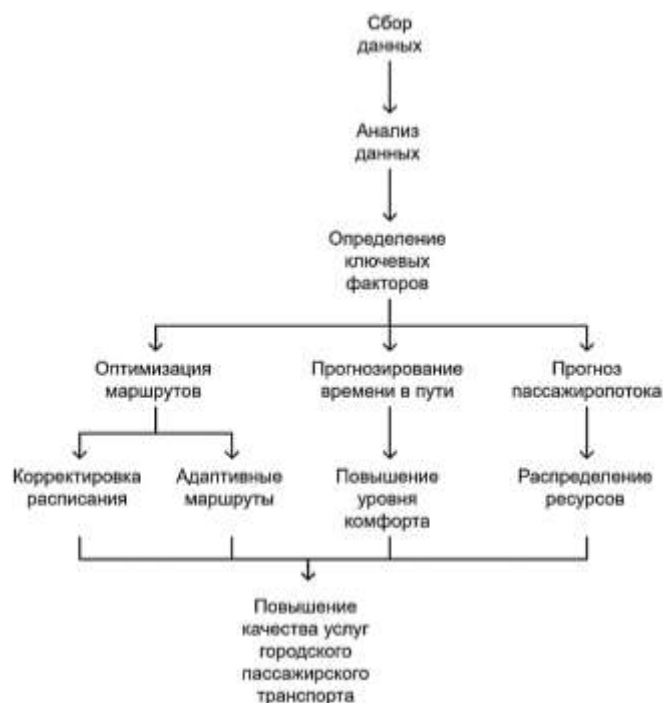 Сбор
данных
Анализ
данных
Определение
ключевых
факторов
Оптимизация
маршрутов
Прогнозирование
времени в пути
Прогноз
пассажиропотока
Корректировка
расписания
Адаптивные
маршруты
Повышение
уровня
комфорта
Распределение
ресурсов
Повышение
качества услуг
городского
пассажирского
транспорта